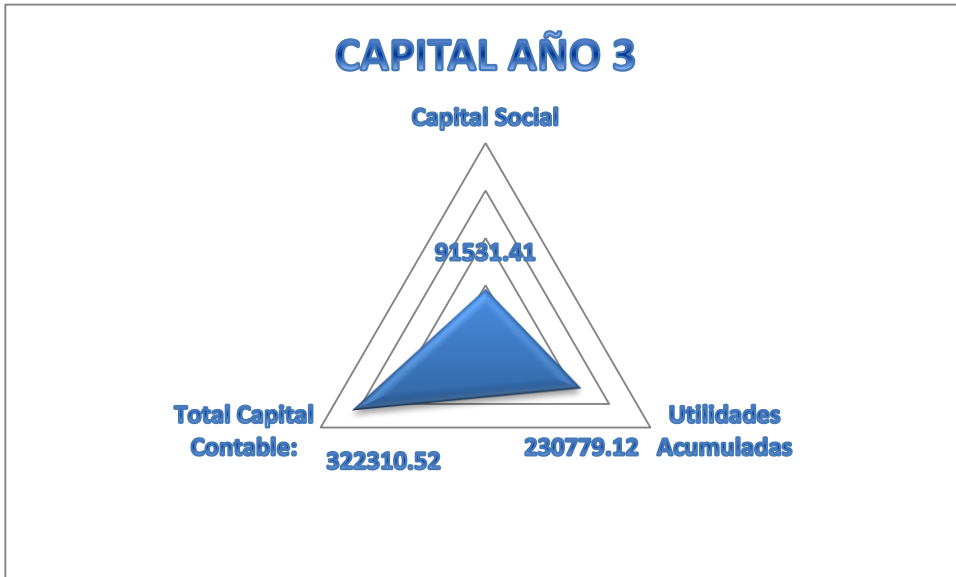 CAPITAL AÑO 3
Capital Social
91531.41
Total Capital
Contable:
322310.52
230779.12
Utilidades
Acumuladas